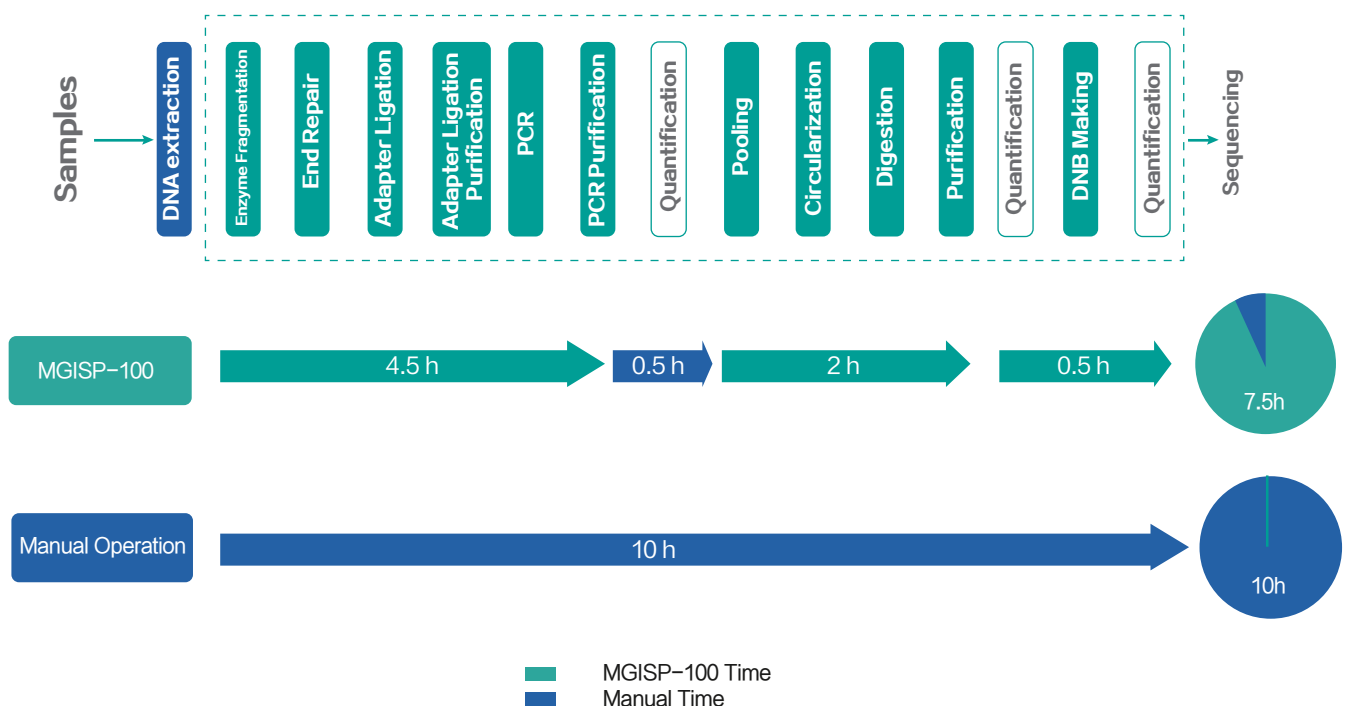 Samples
DNA extraction
Enzyme Fragmentation
End Repair
Adapter Ligation
Adapter Ligation
Purification
PCR
PCR Purification
Quantification
Pooling
Circularization
Digestion
Purification
Quantification
DNB Making
Quantification
Sequencing
MGISP-100
4.5 h
0.5 h
2 h
0.5 h
7.5h
Manual Operation
10 h
10h
MGISP-100 Time
Manual Time